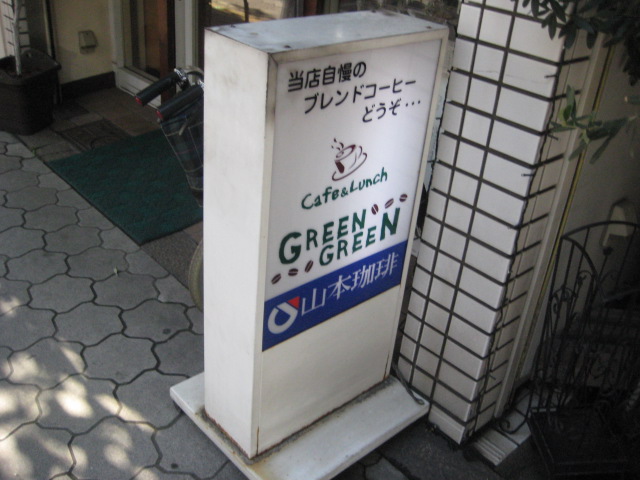 当店自慢の
ブレンドコーヒー
どうぞ...
Cafe & Lunch
GREEN
GREEN
山本珈琲